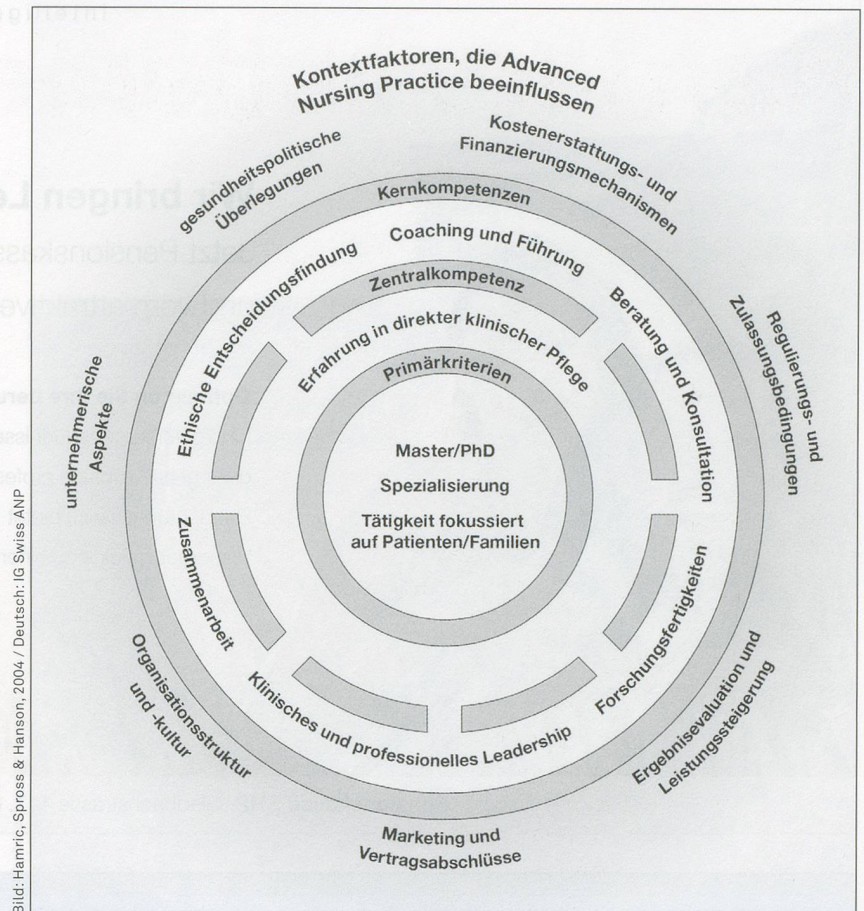 Kontextfaktoren, die Advanced
Nursing Practice beeinflussen
gesundheitspolitische
Überlegungen
Kostenerstattungs- und
Finanzierungsmechanismen
Regulierungs- und
Zulassungsbedingungen
Ergebnisevaluation und
Leistungssteigerung
Marketing und
Vertragsabschlüsse
Organisationsstruktur
und -kultur
unternehmerische
Aspekte
Kernkompetenzen
Coaching und Führung
Beratung und Konsultation
Forschungsfertigkeiten
Klinisches und professionelles Leadership
Zusammenarbeit
Ethische Entscheidungsfindung
Zentralkompetenz
Erfahrung in direkter klinischer Pflege
Primärkriterien
Master/PhD
Spezialisierung
Tätigkeit fokussiert
auf Patienten/Familien
Bild: Hamric, Spross & Hanson, 2004 / Deutsch: IG Swiss ANP